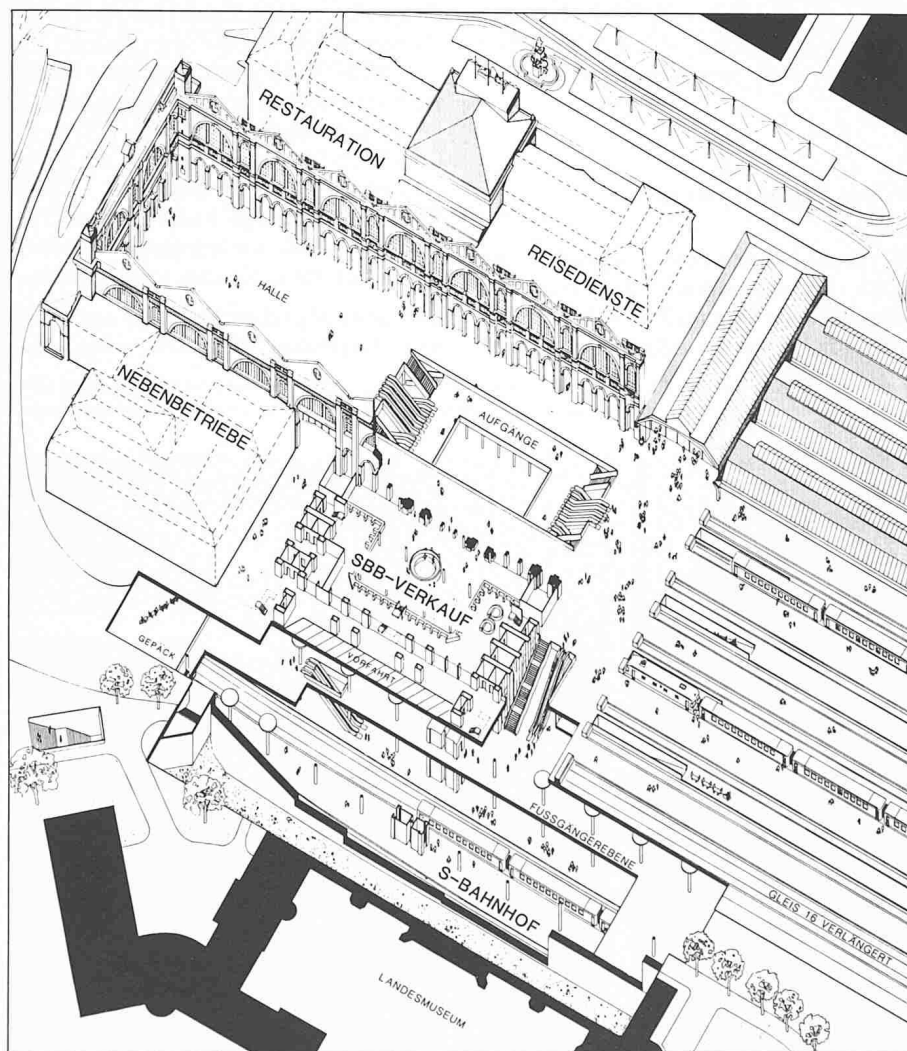 RESTAURATION
REISEDIENSTE
HALLE
NEBENBETRIEBE
AUFGÄNGE
SBB-VERKAUF
GEPÄCK
VORFAHRT
FUSSGÄNGEREBENE
S-BAHNHOF
GLEIS 16 VERLÄNGERT
LANDESMUSEUM